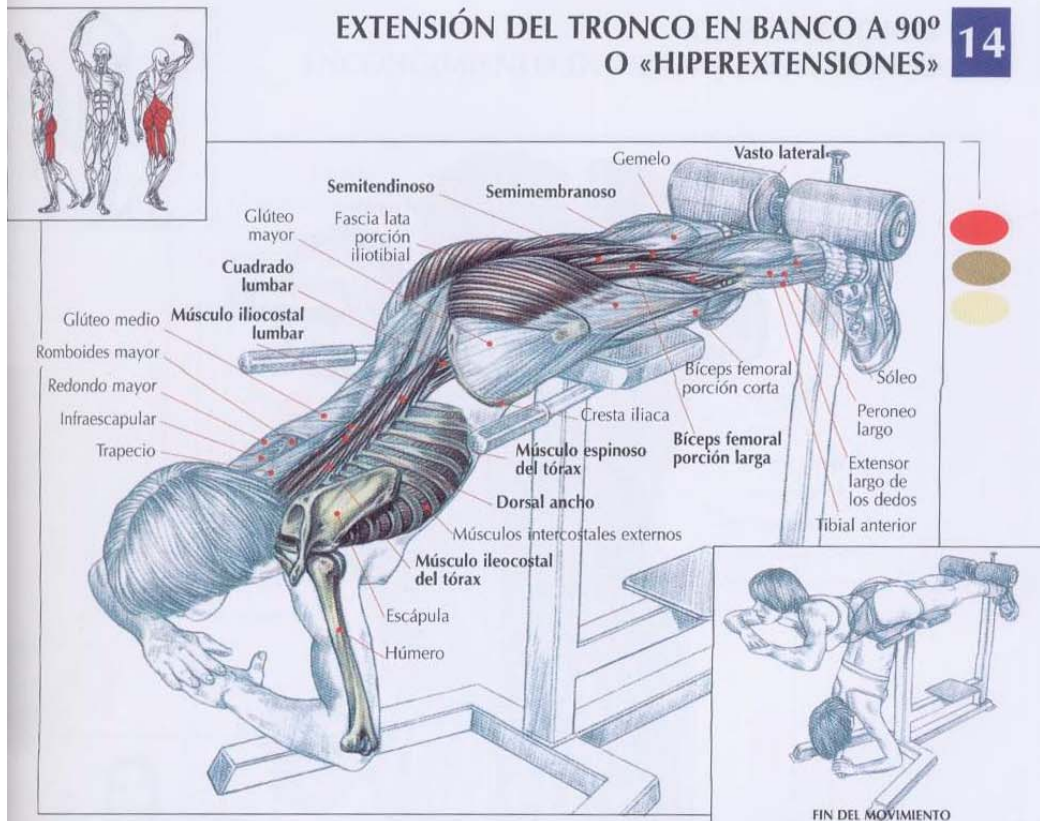 EXTENSIÓN DEL TRONCO EN BANCO A 90º
O «HIPEREXTENSIONES»
14
Gemelo
Vasto lateral
Semitendinoso
Semimembranoso
Glúteo
mayor
Fascia lata
porción
iliotibial
Cuadrado
lumbar
Glúteo medio
Músculo iliocostal
lumbar
Romboides mayor
Redondo mayor
Infraescapular
Trapecio
Bíceps femoral
porción corta
Sóleo
Cresta iliaca
Peroneo
largo
Músculo espinoso
del tórax
Bíceps femoral
porción larga
Extensor
largo de
los dedos
Dorsal ancho
Tibial anterior
Músculos intercostales externos
Músculo ileocostal
del tórax
Escápula
Húmero
FIN DEL MOVIMIENTO